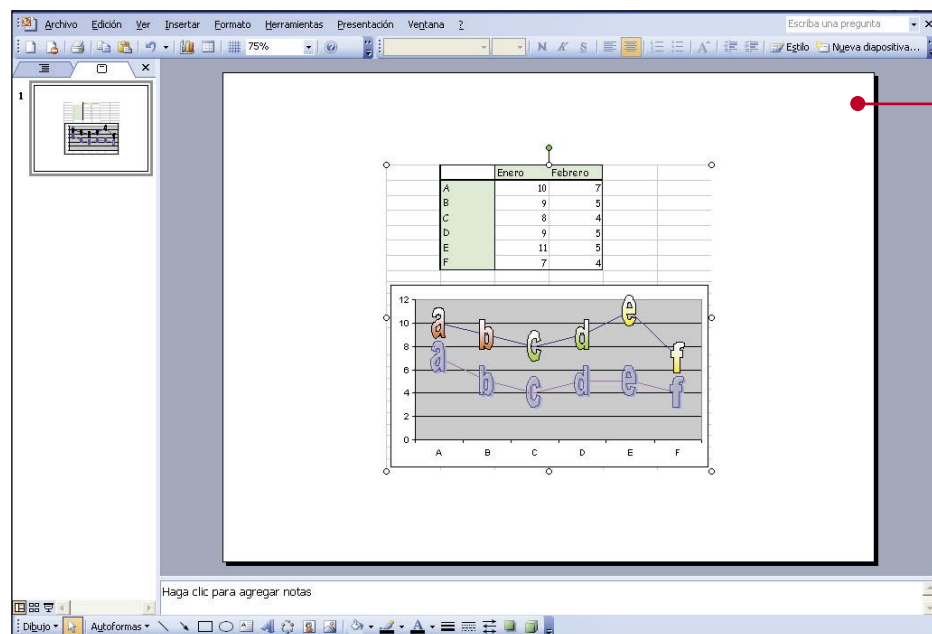 Archivo Edición Ver Insertar Formato Herramientas Presentación Ventana ? Escriba una pregunta
75% N K S Estilo Nueva diapositiva...
1
Enero Febrero
A 10 7
B 9 5
C 8 4
D 9 5
E 11 5
F 7 4
12
10
8
6
4
2
0
a b c d e f
a b c d e f
A B C D E F
Haga clic para agregar notas
Dibujo Autoformas